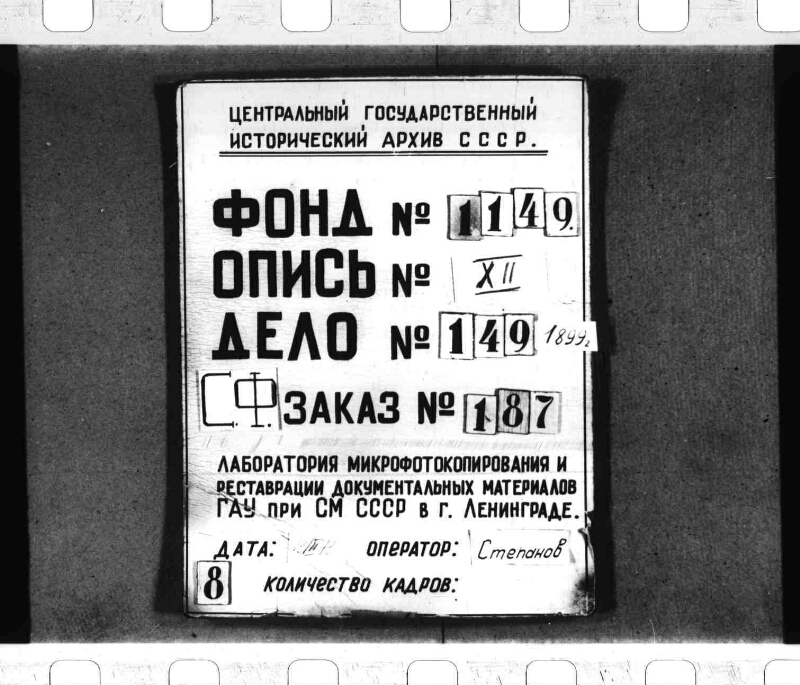 ЦЕНТРАЛЬНЫЙ ГОСУДАРСТВЕННЫЙ
ИСТОРИЧЕСКИЙ АРХИВ СССР.
ФОНД № 1149.
ОПИСЬ № XII
ДЕЛО № 149 1899г
СФ. ЗАКАЗ № 187
ЛАБОРАТОРИЯ МИКРОФОТОКОПИРОВАНИЯ И
РЕСТАВРАЦИИ ДОКУМЕНТАЛЬНЫХ МАТЕРИАЛОВ
ГАУ ПРИ СМ СССР В Г. ЛЕНИНГРАДЕ.
ДАТА: ОПЕРАТОР: Степанов
8 КОЛИЧЕСТВО КАДРОВ: